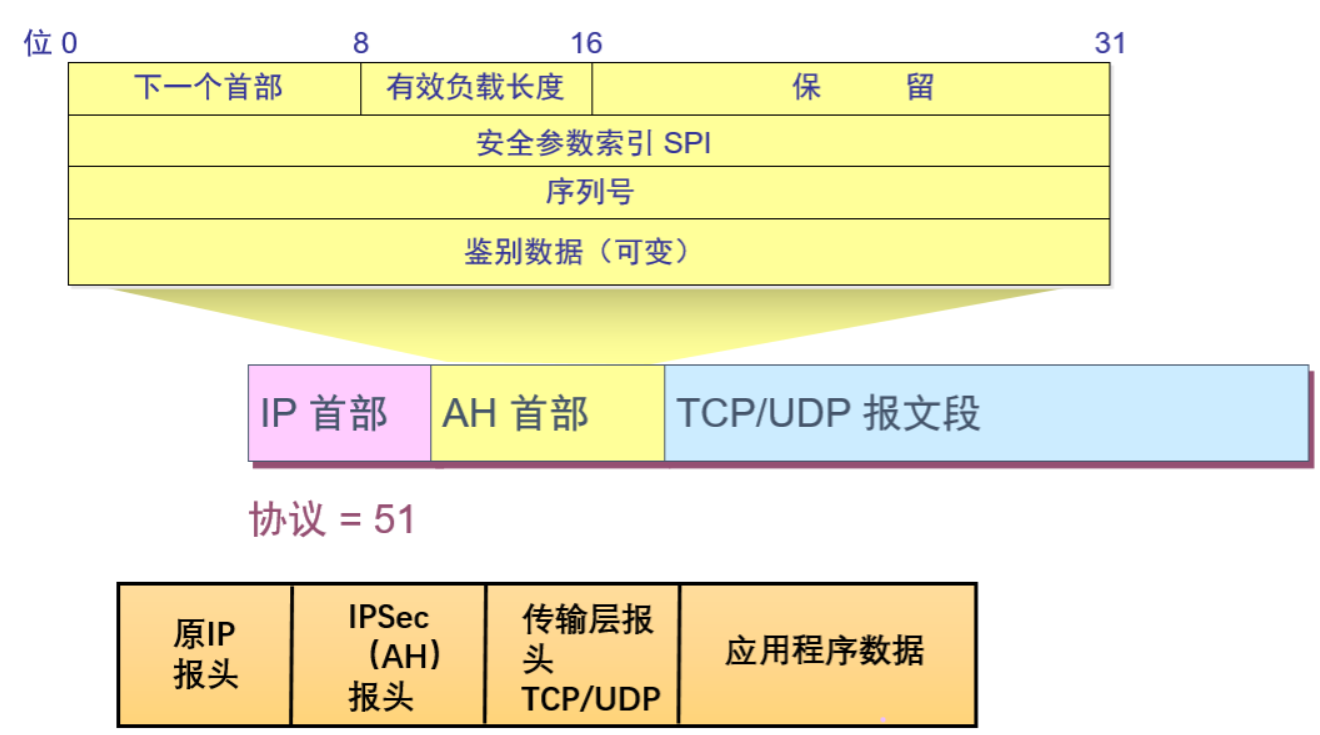 位 0 8 16 31
下一个首部 有效负载长度 保 留
安全参数索引 SPI
序列号
鉴别数据（可变）
IP 首部 AH 首部 TCP/UDP 报文段
协议 = 51
原IP
报头
IPSec
（AH）
报头
传输层报
头
TCP/UDP
应用程序数据